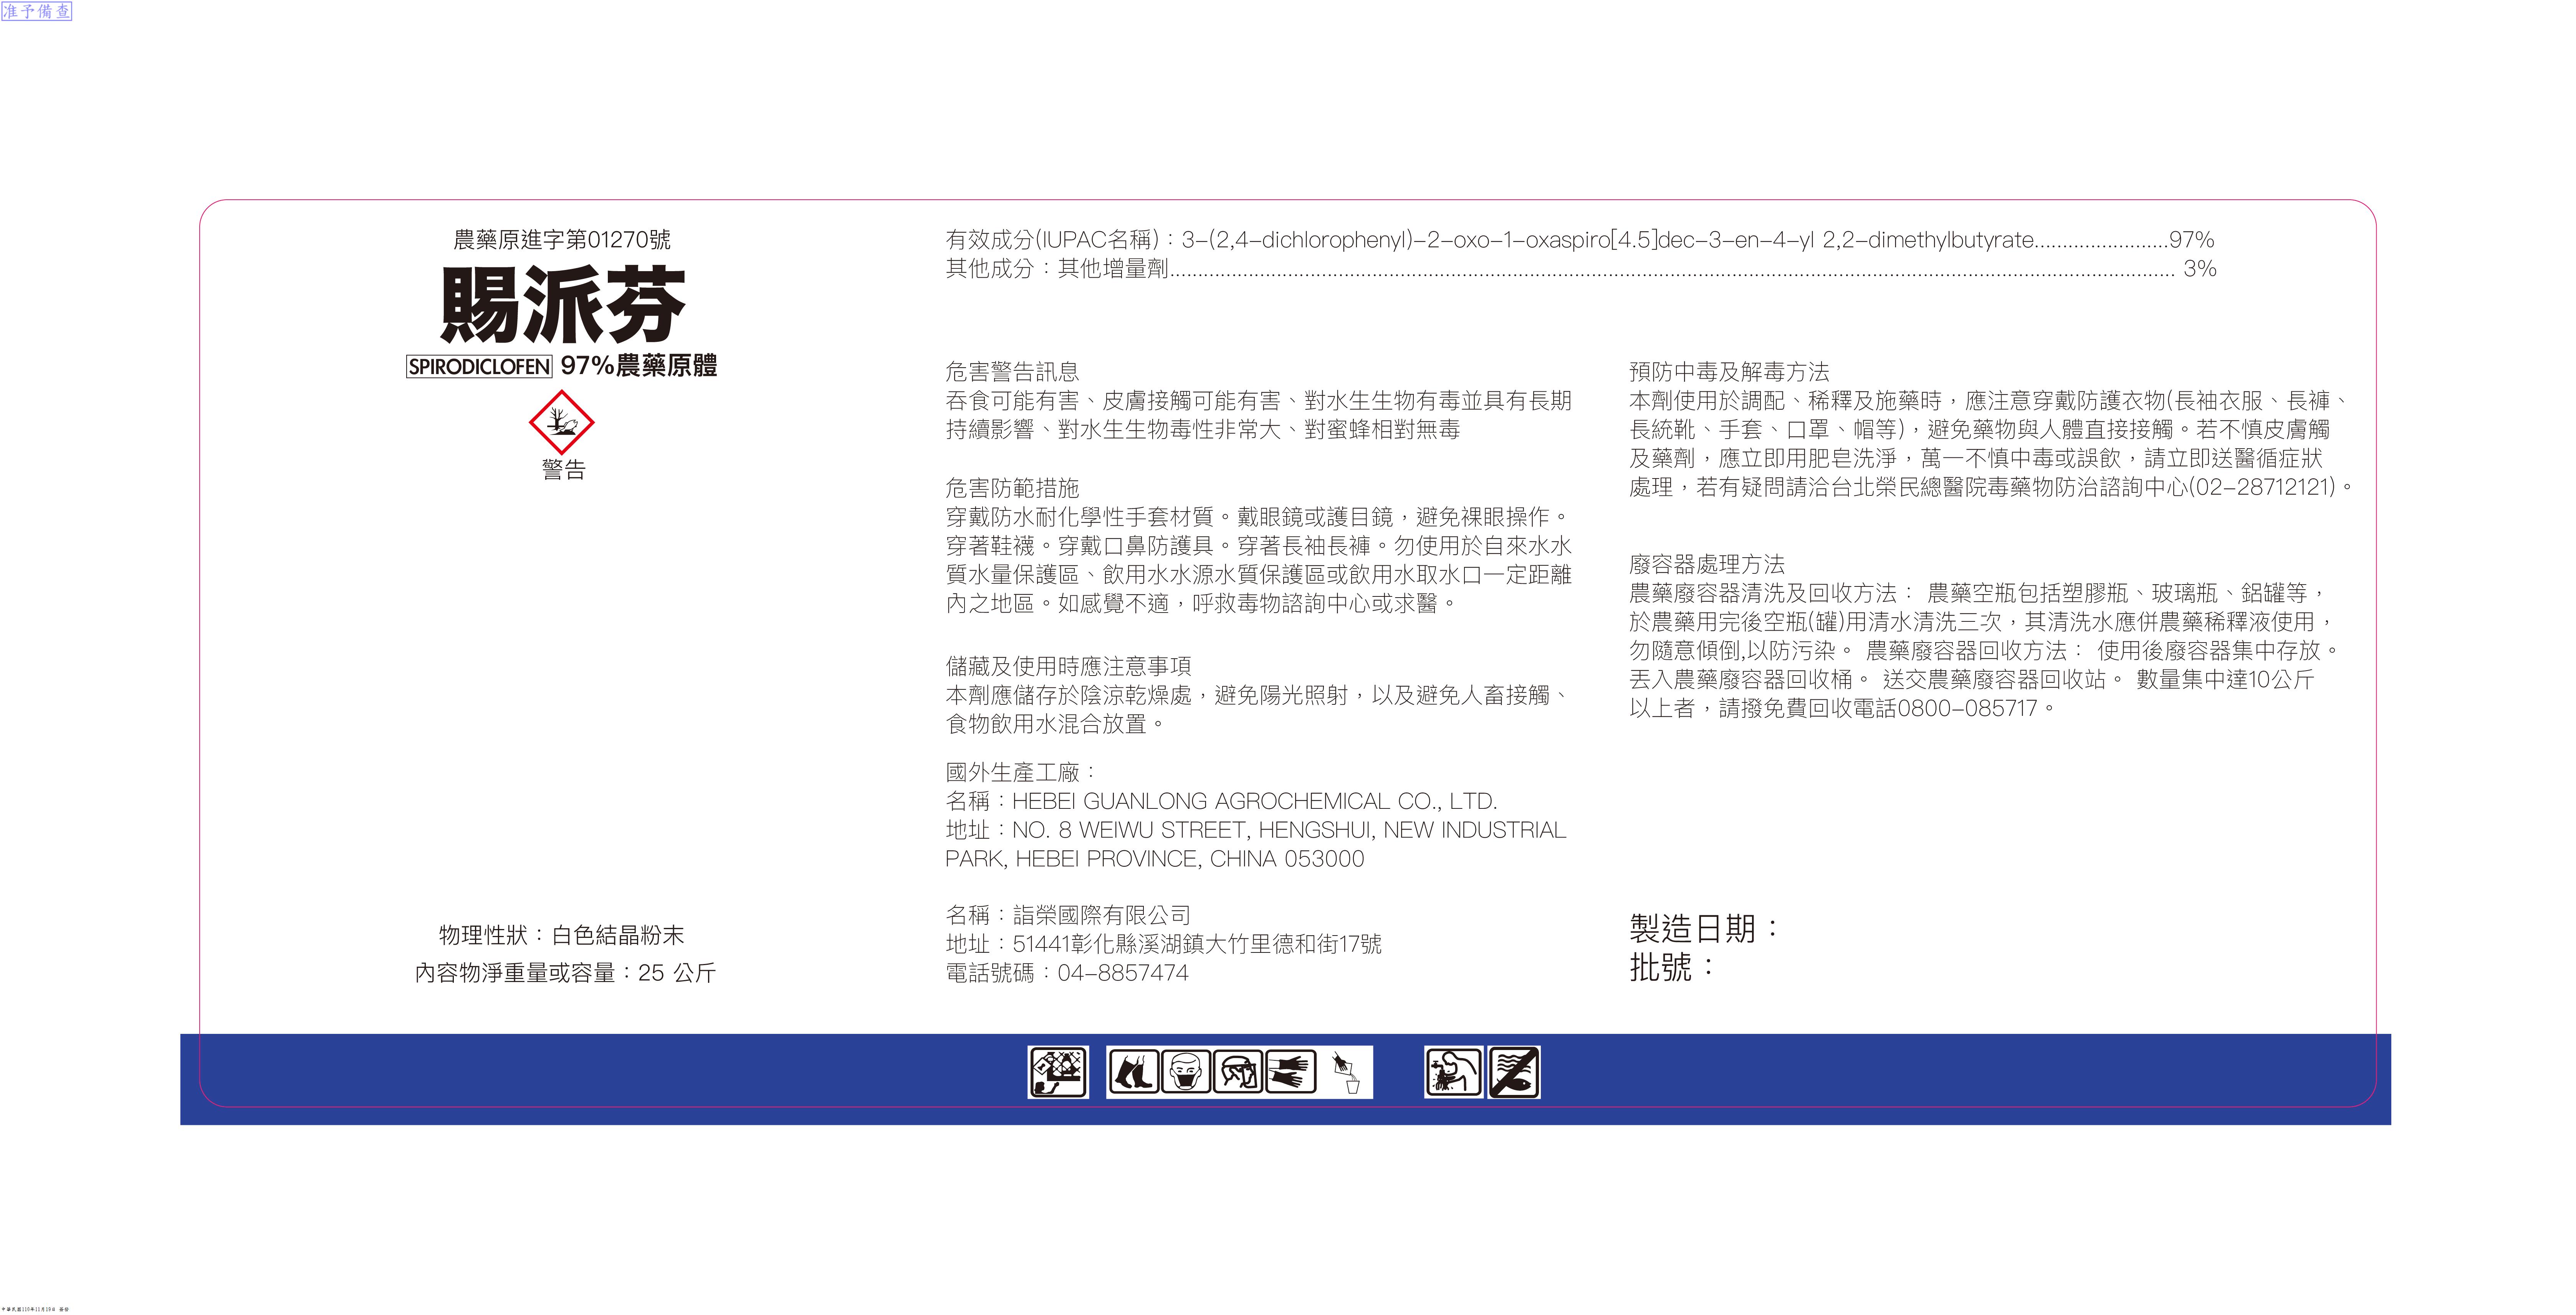 准予備查
農藥原進字第01270號
賜派芬
SPIRODICLOFEN 97%農藥原體
警告
物理性狀：白色結晶粉末
內容物淨重量或容量：25 公斤
有效成分(IUPAC名稱)：3-(2,4-dichlorophenyl)-2-oxo-1-oxaspiro[4.5]dec-3-en-4-yl 2,2-dimethylbutyrate........................97%
其他成分：其他增量劑.................................................................................................................................................................................... 3%
危害警告訊息
吞食可能有害、皮膚接觸可能有害、對水生生物有毒並具有長期
持續影響、對水生生物毒性非常大、對蜜蜂相對無毒
危害防範措施
穿戴防水耐化學性手套材質。戴眼鏡或護目鏡，避免裸眼操作。
穿著鞋襪。穿戴口鼻防護具。穿著長袖長褲。勿使用於自來水水
質水量保護區、飲用水水源水質保護區或飲用水取水口一定距離
內之地區。如感覺不適，呼救毒物諮詢中心或求醫。
儲藏及使用時應注意事項
本劑應儲存於陰涼乾燥處，避免陽光照射，以及避免人畜接觸、
食物飲用水混合放置。
國外生產工廠：
名稱：HEBEI GUANLONG AGROCHEMICAL CO., LTD.
地址：NO. 8 WEIWU STREET, HENGSHUI, NEW INDUSTRIAL
PARK, HEBEI PROVINCE, CHINA 053000
名稱：詣榮國際有限公司
地址：51441彰化縣溪湖鎮大竹里德和街17號
電話號碼：04-8857474
預防中毒及解毒方法
本劑使用於調配、稀釋及施藥時，應注意穿戴防護衣物(長袖衣服、長褲、
長統靴、手套、口罩、帽等)，避免藥物與人體直接接觸。若不慎皮膚觸
及藥劑，應立即用肥皂洗淨，萬一不慎中毒或誤飲，請立即送醫循症狀
處理，若有疑問請洽台北榮民總醫院毒藥物防治諮詢中心(02-28712121)。
廢容器處理方法
農藥廢容器清洗及回收方法： 農藥空瓶包括塑膠瓶、玻璃瓶、鋁罐等，
於農藥用完後空瓶(罐)用清水清洗三次，其清洗水應併農藥稀釋液使用，
勿隨意傾倒,以防污染。 農藥廢容器回收方法： 使用後廢容器集中存放。
丟入農藥廢容器回收桶。 送交農藥廢容器回收站。 數量集中達10公斤
以上者，請撥免費回收電話0800-085717。
製造日期：
批號：
中華民國110年11月19日